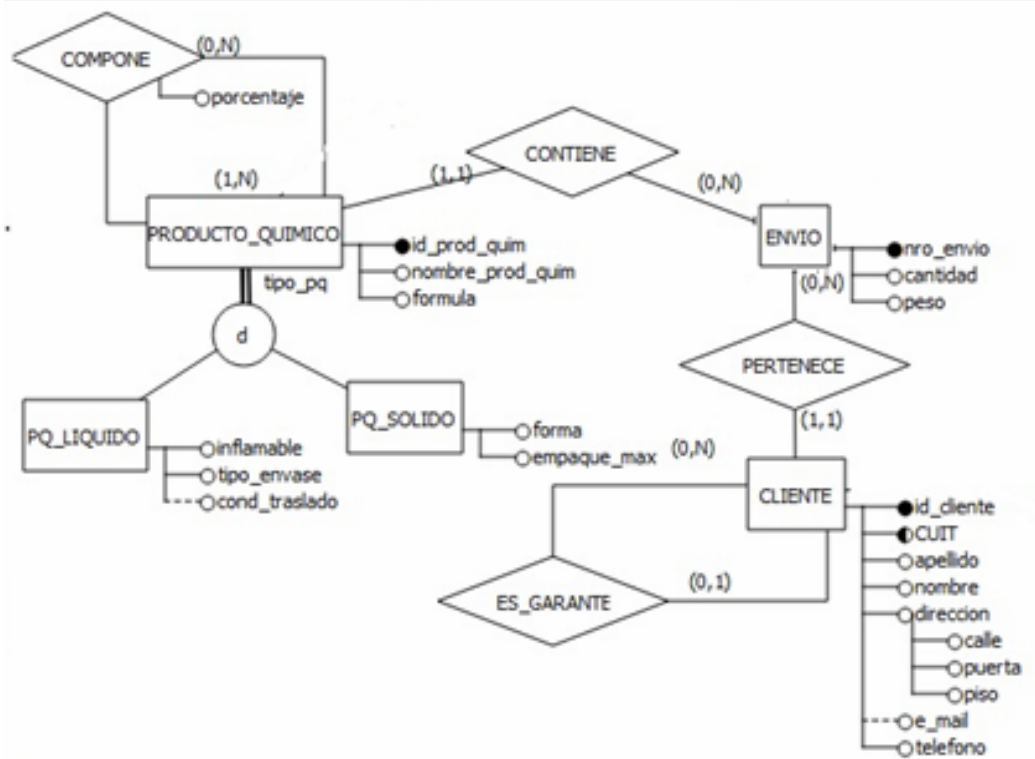 COMPONE
(0,N)
porcentaje
CONTIENE
(1,N)
(1,1)
(0,N)
PRODUCTO_QUIMICO
id_prod_quim
nombre_prod_quim
formula
tipo_pq
d
ENVIO
nro_envio
cantidad
peso
(0,N)
PERTENECE
(1,1)
PQ_LIQUIDO
inflamable
tipo_envase
cond_traslado
PQ_SOLIDO
forma
empaque_max
(0,N)
CLIENTE
id_cliente
CUIT
apellido
nombre
direccion
calle
puerta
piso
e_mail
telefono
ES_GARANTE
(0,1)